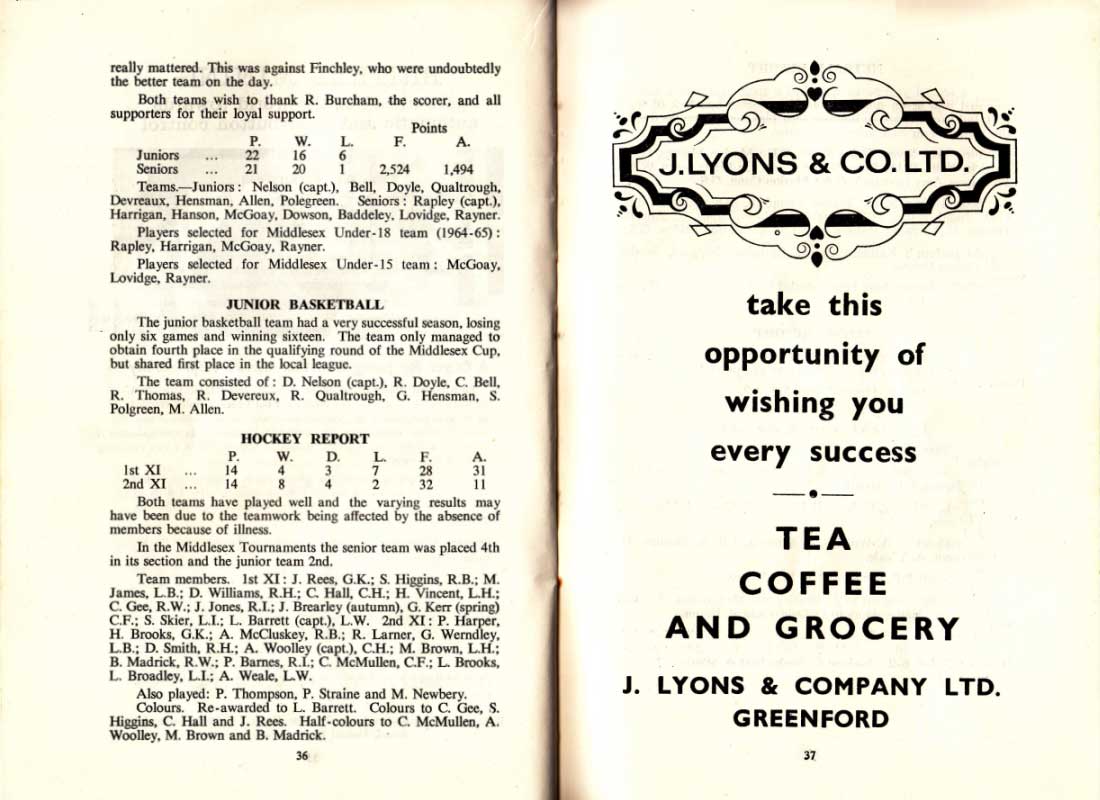 really mattered. This was against Finchley, who were undoubtedly
the better team on the day.
Both teams wish to thank R. Burcham, the scorer, and all
supporters for their loyal support.
Points
P. W. L. F. A.
Juniors ... 22 16 6
Seniors ... 21 20 1 2,524 1,494
Teams.—Juniors: Nelson (capt.), Bell, Doyle, Qualtrough,
Devreaux, Hensman, Allen, Polegreen. Seniors: Rapley (capt.),
Harrigan, Hanson, McGoay, Dowson, Baddeley, Lovidge, Rayner.
Players selected for Middlesex Under-18 team (1964-65):
Rapley, Harrigan, McGoay, Rayner.
Players selected for Middlesex Under-15 team: McGoay,
Lovidge, Rayner.
JUNIOR BASKETBALL
The junior basketball team had a very successful season, losing
only six games and winning sixteen. The team only managed to
obtain fourth place in the qualifying round of the Middlesex Cup,
but shared first place in the local league.
The team consisted of: D. Nelson (capt.), R. Doyle, C. Bell,
R. Thomas, R. Devereux, R. Qualtrough, G. Hensman, S.
Polgreen, M. Allen.
HOCKEY REPORT
P. W. D. L. F. A.
1st XI ... 14 4 3 7 28 31
2nd XI ... 14 8 4 2 32 11
Both teams have played well and the varying results may
have been due to the teamwork being affected by the absence of
members because of illness.
In the Middlesex Tournaments the senior team was placed 4th
in its section and the junior team 2nd.
Team members. 1st XI: J. Rees, G.K.; S. Higgins, R.B.; M.
James, L.B.; D. Williams, R.H.; C. Hall, C.H.; H. Vincent, L.H.;
C. Gee, R.W.; J. Jones, R.I.; J. Brearley (autumn), G. Kerr (spring)
C.F.; S. Skier, L.I.; L. Barrett (capt.), L.W. 2nd XI: P. Harper,
H. Brooks, G.K.; A. McCluskey, R.B.; R. Larner, G. Werndley,
L.B.; D. Smith, R.H.; A. Woolley (capt.), C.H.; M. Brown, L.H.;
B. Madrick, R.W.; P. Barnes, R.I.; C. McMullen, C.F.; L. Brooks,
L. Broadley, L.I.; A. Weale, L.W.
Also played: P. Thompson, P. Straine and M. Newbery.
Colours. Re-awarded to L. Barrett. Colours to C. Gee, S.
Higgins, C. Hall and J. Rees. Half-colours to C. McMullen, A.
Woolley, M. Brown and B. Madrick.
36
J. LYONS & CO. LTD.
take this
opportunity of
wishing you
every success
TEA
COFFEE
AND GROCERY
J. LYONS & COMPANY LTD.
GREENFORD
37